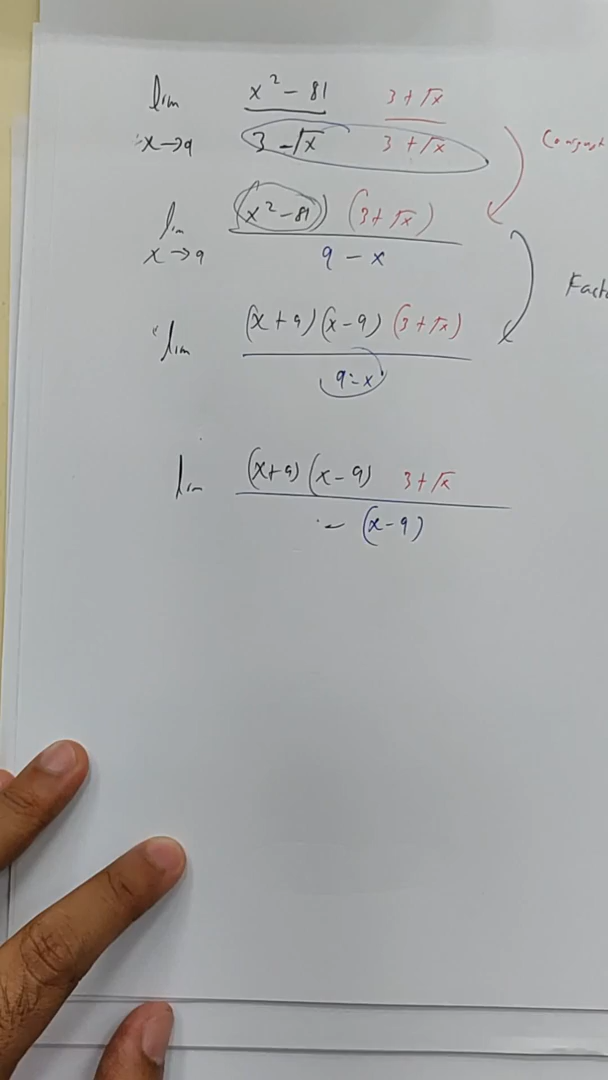 lim x² - 81 3 + √x
x → 9 3 - √x 3 + √x
lim (x² - 81) (3 + √x)
x → 9 9 - x
lim (x + 9) (x - 9) (3 + √x)
9 - x
lim (x + 9) (x - 9) 3 + √x
- (x - 9)